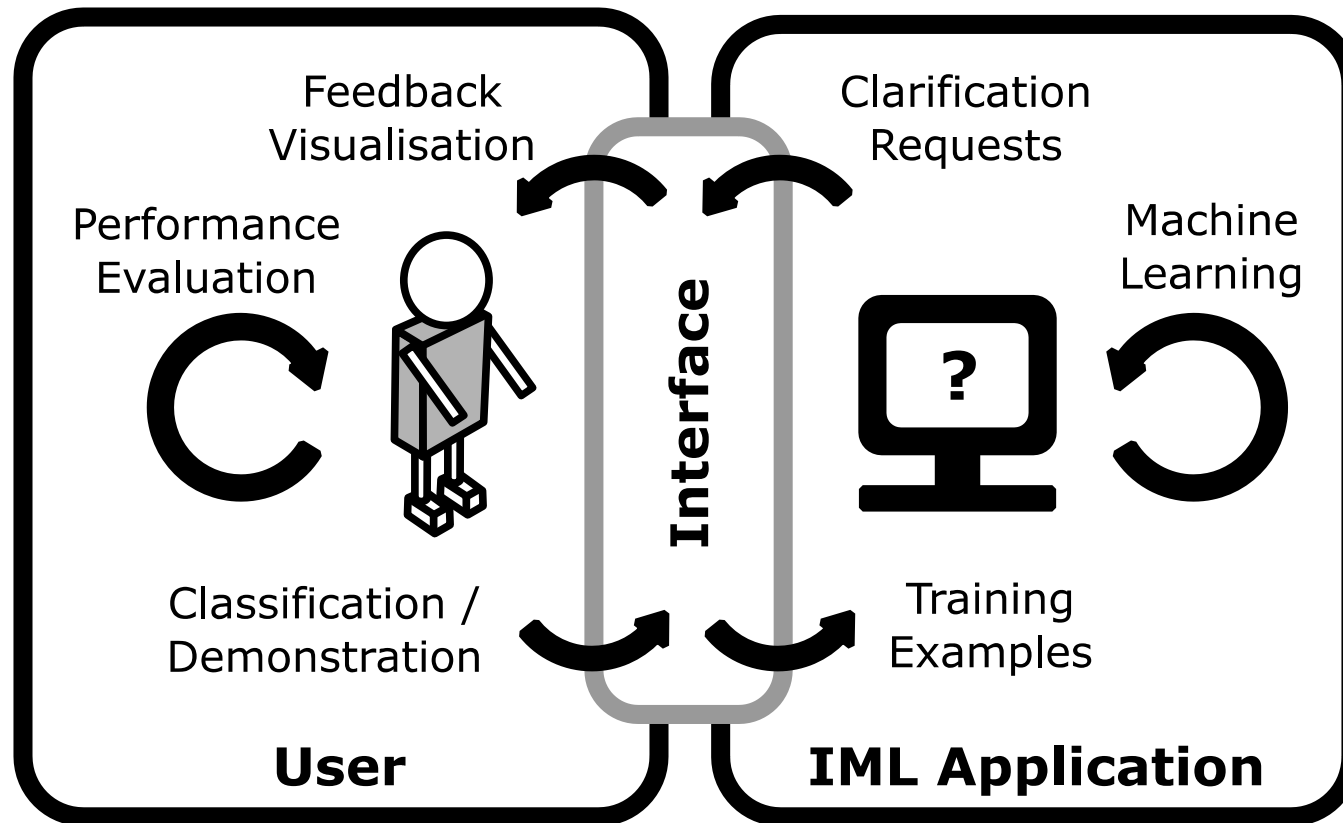 Feedback
Visualisation
Performance
Evaluation
Classification /
Demonstration
User
Interface
Clarification
Requests
Machine
Learning
?
Training
Examples
IML Application